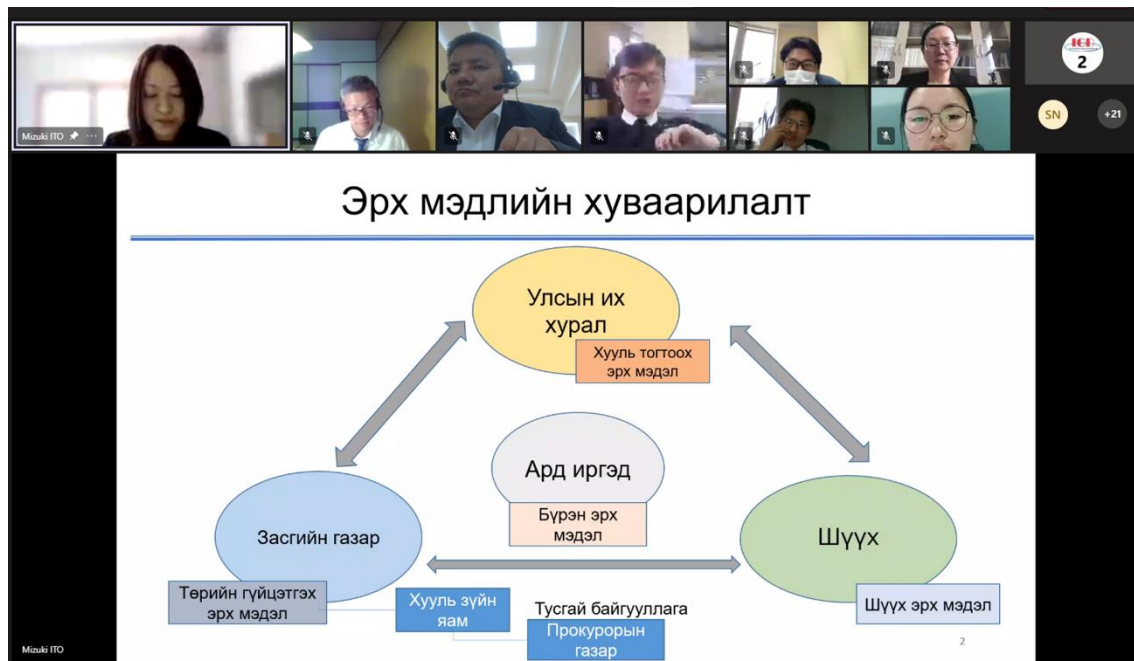 Mizuki ITO
ICD
2
SN
+21
Эрх мэдлийн хуваарилалт
Улсын их
хурал
Хууль тогтоох
эрх мэдэл
Ард иргэд
Бүрэн эрх
мэдэл
Засгийн газар
Төрийн гүйцэтгэх
эрх мэдэл
Шүүх
Шүүх эрх мэдэл
Хууль зүйн
яам
Тусгай байгууллага
Прокурорын
газар
2
Mizuki ITO